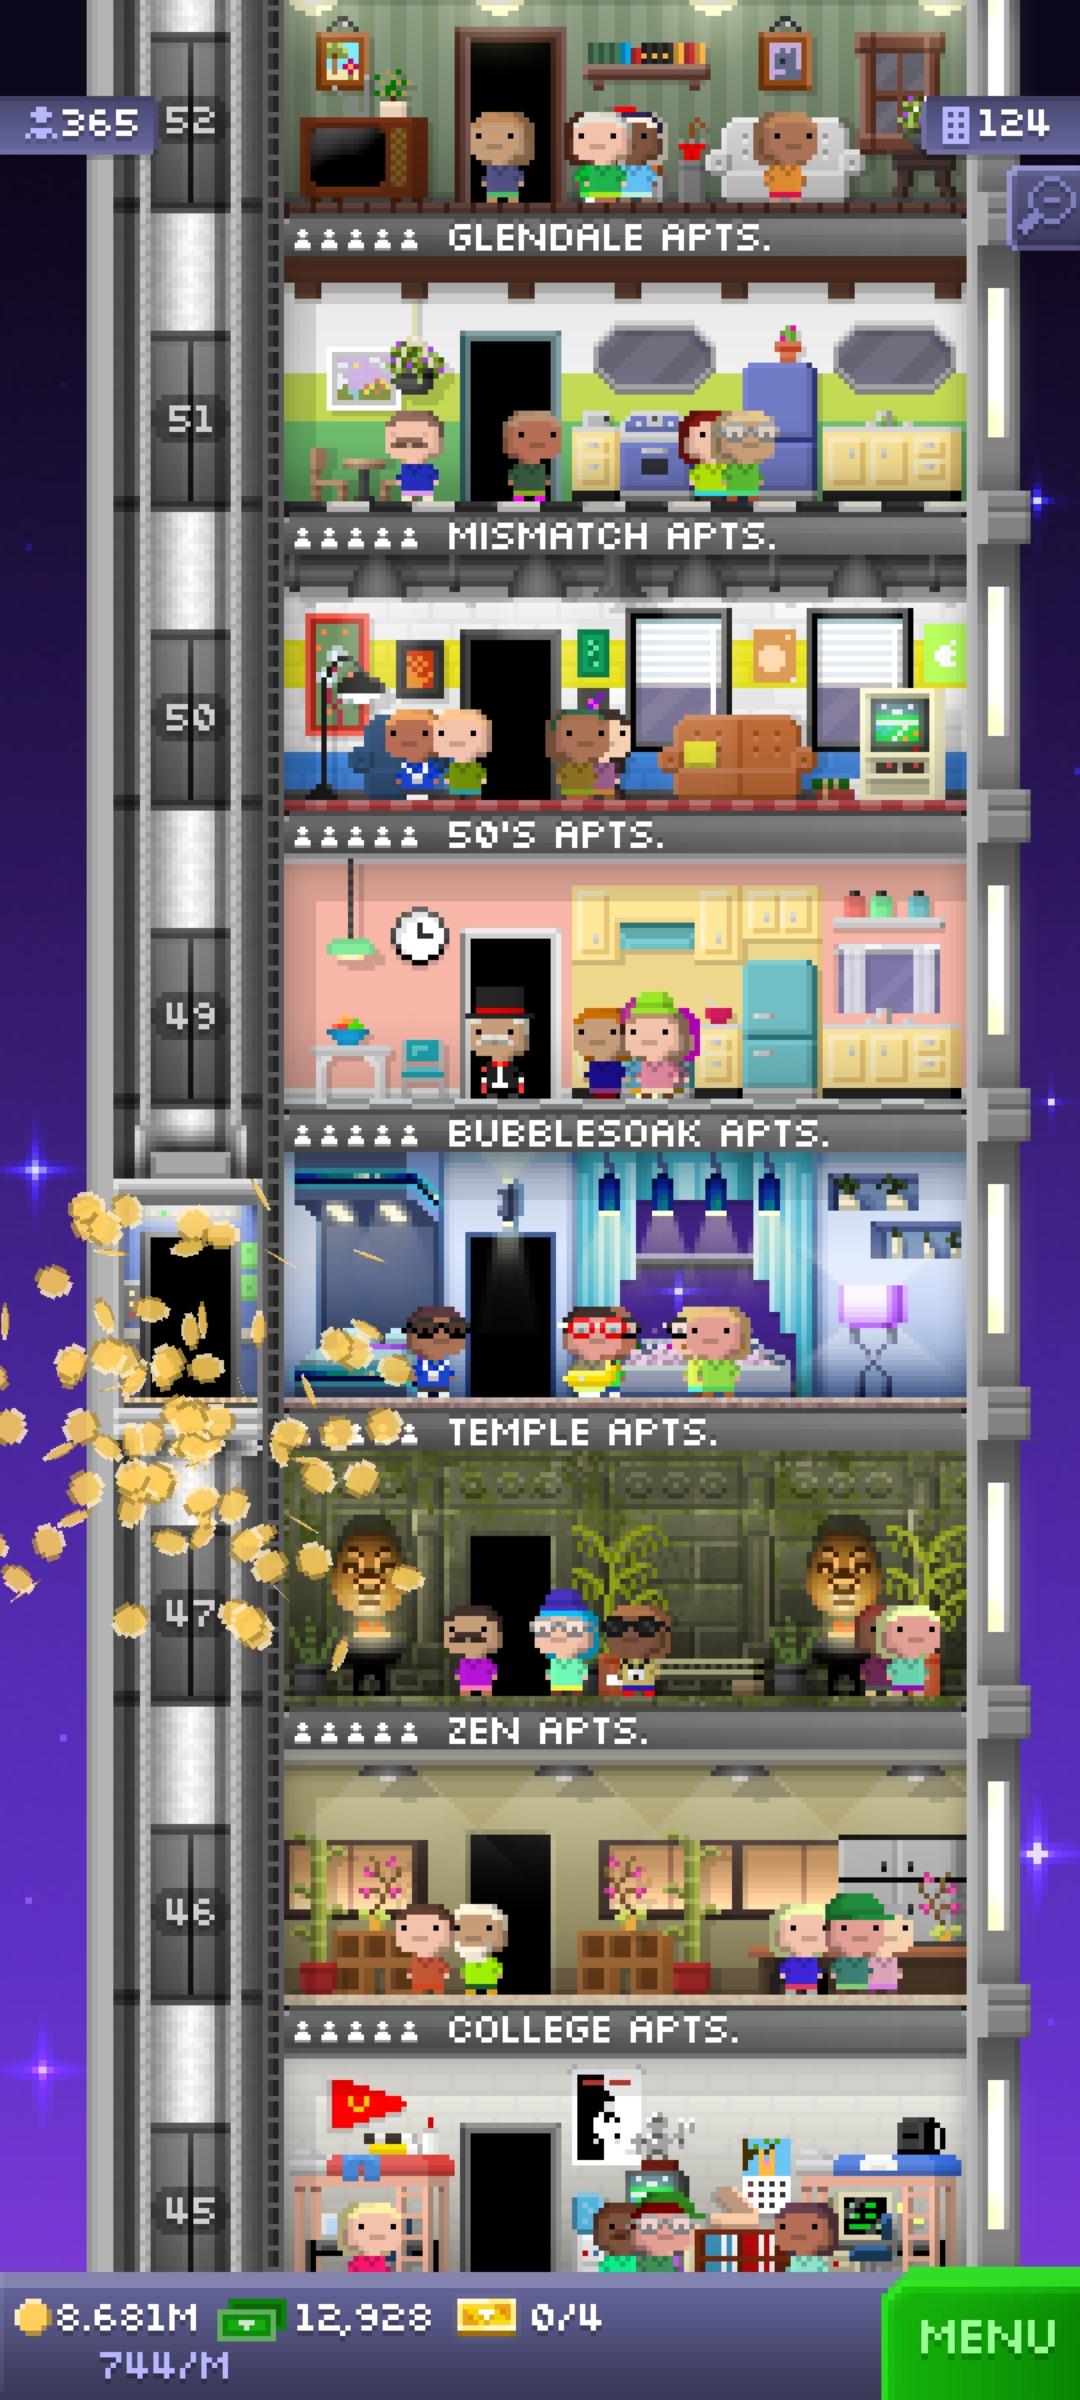 52
365
124
GLENDALE APTS.
51
MISMATCH APTS.
50
50'S APTS.
49
BUBBLESOAK APTS.
TEMPLE APTS.
47
ZEN APTS.
46
COLLEGE APTS.
45
8.681M 12,928 0/4
744/M
MENU